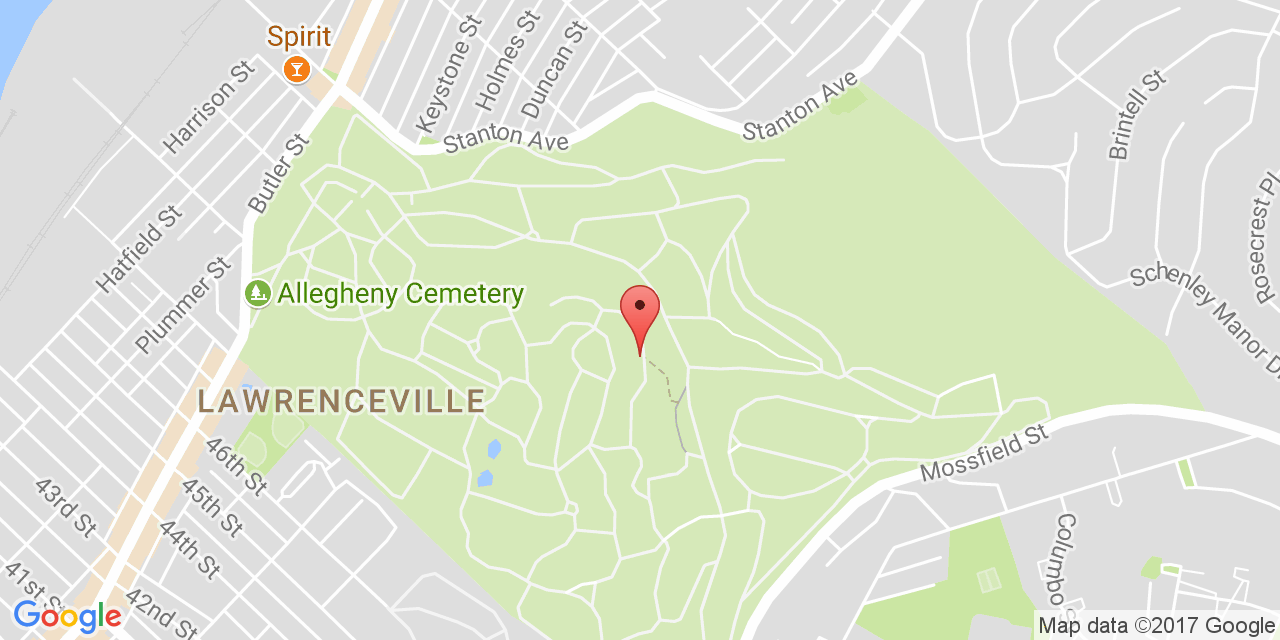 Spirit
Keystone St
Holmes St
Duncan St
Harrison St
Stanton Ave
Stanton Ave
Brintell St
Butler St
Hatfield St
Plummer St
Rosecrest Pl
Schenley Manor Dr
Allegheny Cemetery
LAWRENCEVILLE
46th St
45th St
44th St
43rd St
42nd St
41st St
Mossfield St
Columbo S
Google
Map data ©2017 Google